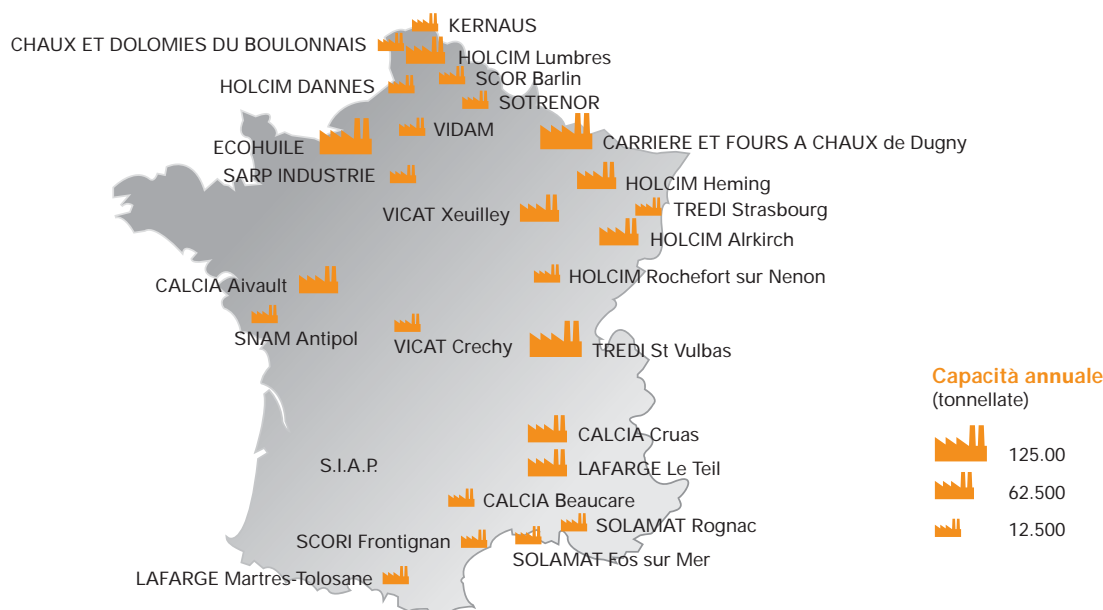 KERNAUS
CHAUX ET DOLOMIES DU BOULONNAIS
HOLCIM Lumbres
SCOR Barlin
HOLCIM DANNES
SOTRENOR
VIDAM
ECOHUILE
CARRIERE ET FOURS A CHAUX de Dugny
SARP INDUSTRIE
HOLCIM Heming
VICAT Xeuilley
TREDI Strasbourg
HOLCIM Alrkirch
HOLCIM Rochefort sur Nenon
CALCIA Aivault
SNAM Antipol
VICAT Crechy
TREDI St Vulbas
Capacità annuale
(tonnellate)
CALCIA Cruas
125.00
S.I.A.P.
LAFARGE Le Teil
62.500
CALCIA Beaucare
SOLAMAT Rognac
12.500
SCORI Frontignan
SOLAMAT Fos sur Mer
LAFARGE Martres-Tolosane